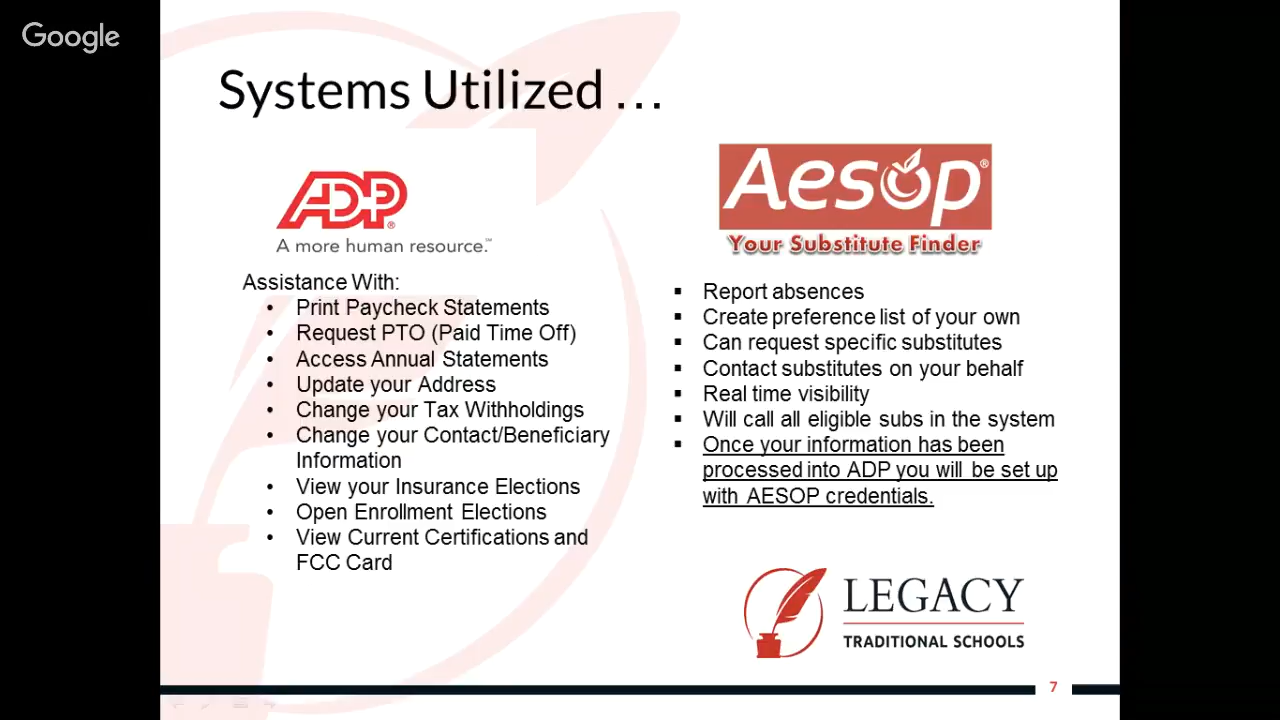 Google
Systems Utilized …
ADP®
A more human resource.℠
Assistance With:
• Print Paycheck Statements
• Request PTO (Paid Time Off)
• Access Annual Statements
• Update your Address
• Change your Tax Withholdings
• Change your Contact/Beneficiary
Information
• View your Insurance Elections
• Open Enrollment Elections
• View Current Certifications and
FCC Card
Aesop®
Your Substitute Finder
▪ Report absences
▪ Create preference list of your own
▪ Can request specific substitutes
▪ Contact substitutes on your behalf
▪ Real time visibility
▪ Will call all eligible subs in the system
▪ Once your information has been
processed into ADP you will be set up
with AESOP credentials.
LEGACY
TRADITIONAL SCHOOLS
7